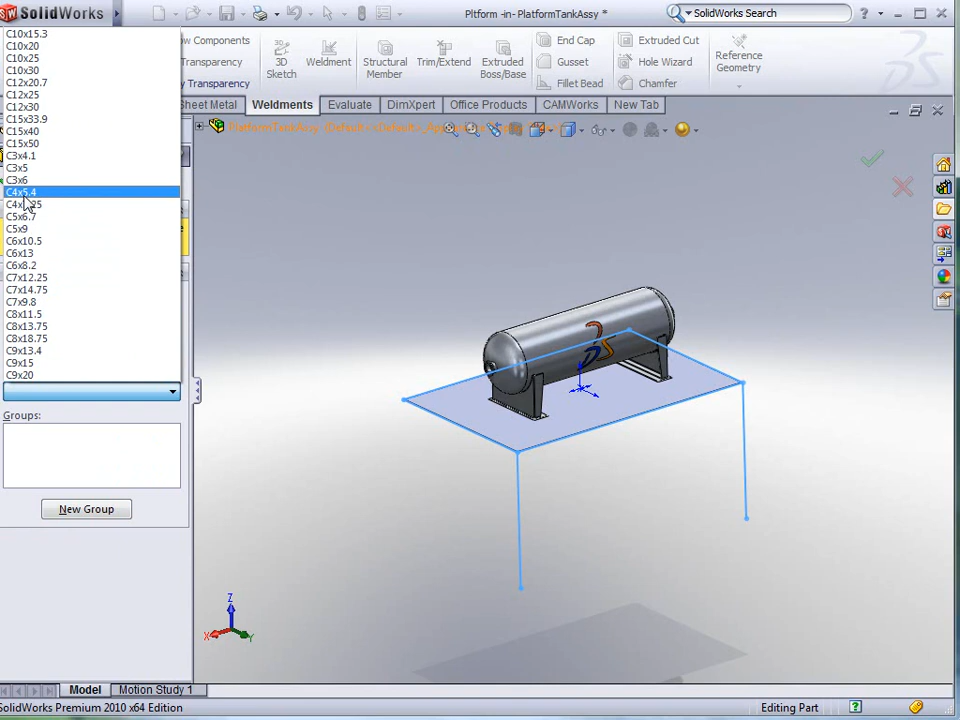 SolidWorks
Pltform -in- PlatformTankAssy *
SolidWorks Search
ow Components
Transparency
y Transparency
3D Sketch
Weldment
Structural Member
Trim/Extend
Extruded Boss/Base
End Cap
Gusset
Fillet Bead
Extruded Cut
Hole Wizard
Chamfer
Reference Geometry
Sheet Metal
Weldments
Evaluate
DimXpert
Office Products
CAMWorks
New Tab
C10x15.3
C10x20
C10x25
C10x30
C12x20.7
C12x25
C12x30
C15x33.9
C15x40
C15x50
C3x4.1
C3x5
C3x6
C4x5.4
C5x6.7
C5x9
C6x10.5
C6x13
C6x8.2
C7x12.25
C7x14.75
C7x9.8
C8x11.5
C8x13.75
C8x18.75
C9x13.4
C9x15
C9x20
Groups:
New Group
Z
X
Y
Model
Motion Study 1
SolidWorks Premium 2010 x64 Edition
Editing Part